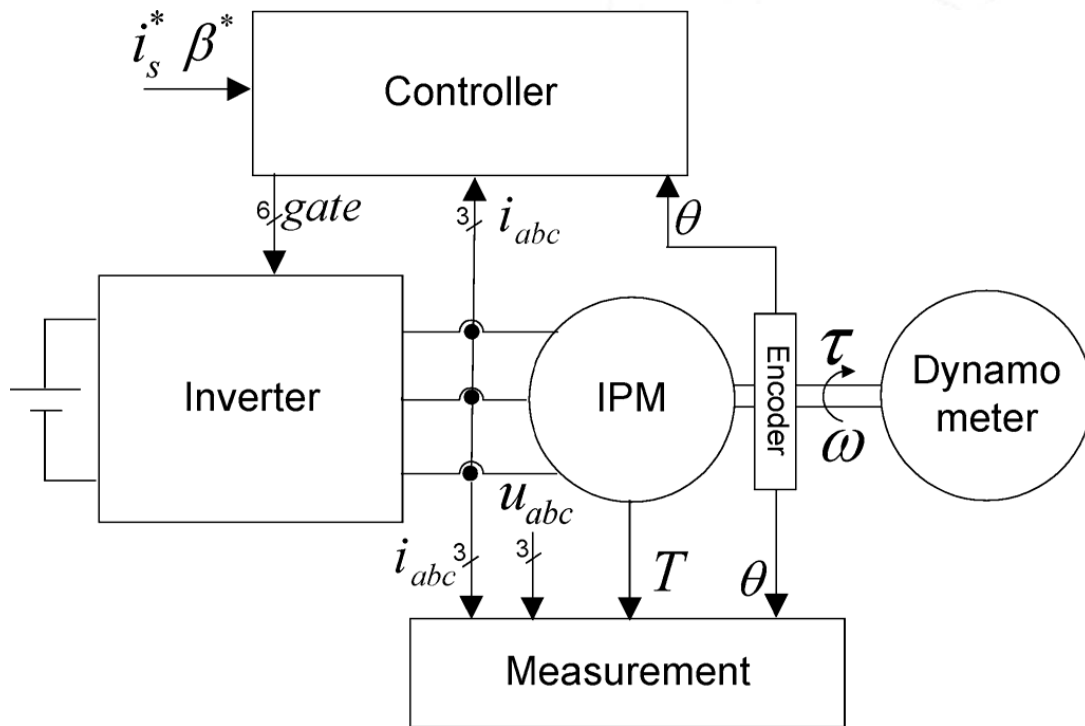 i_s^* β^*
Controller
6 gate
3 i_abc
θ
Inverter
IPM
Encoder
τ
ω
Dynamo
meter
u_abc
i_abc 3
3
T
θ
Measurement